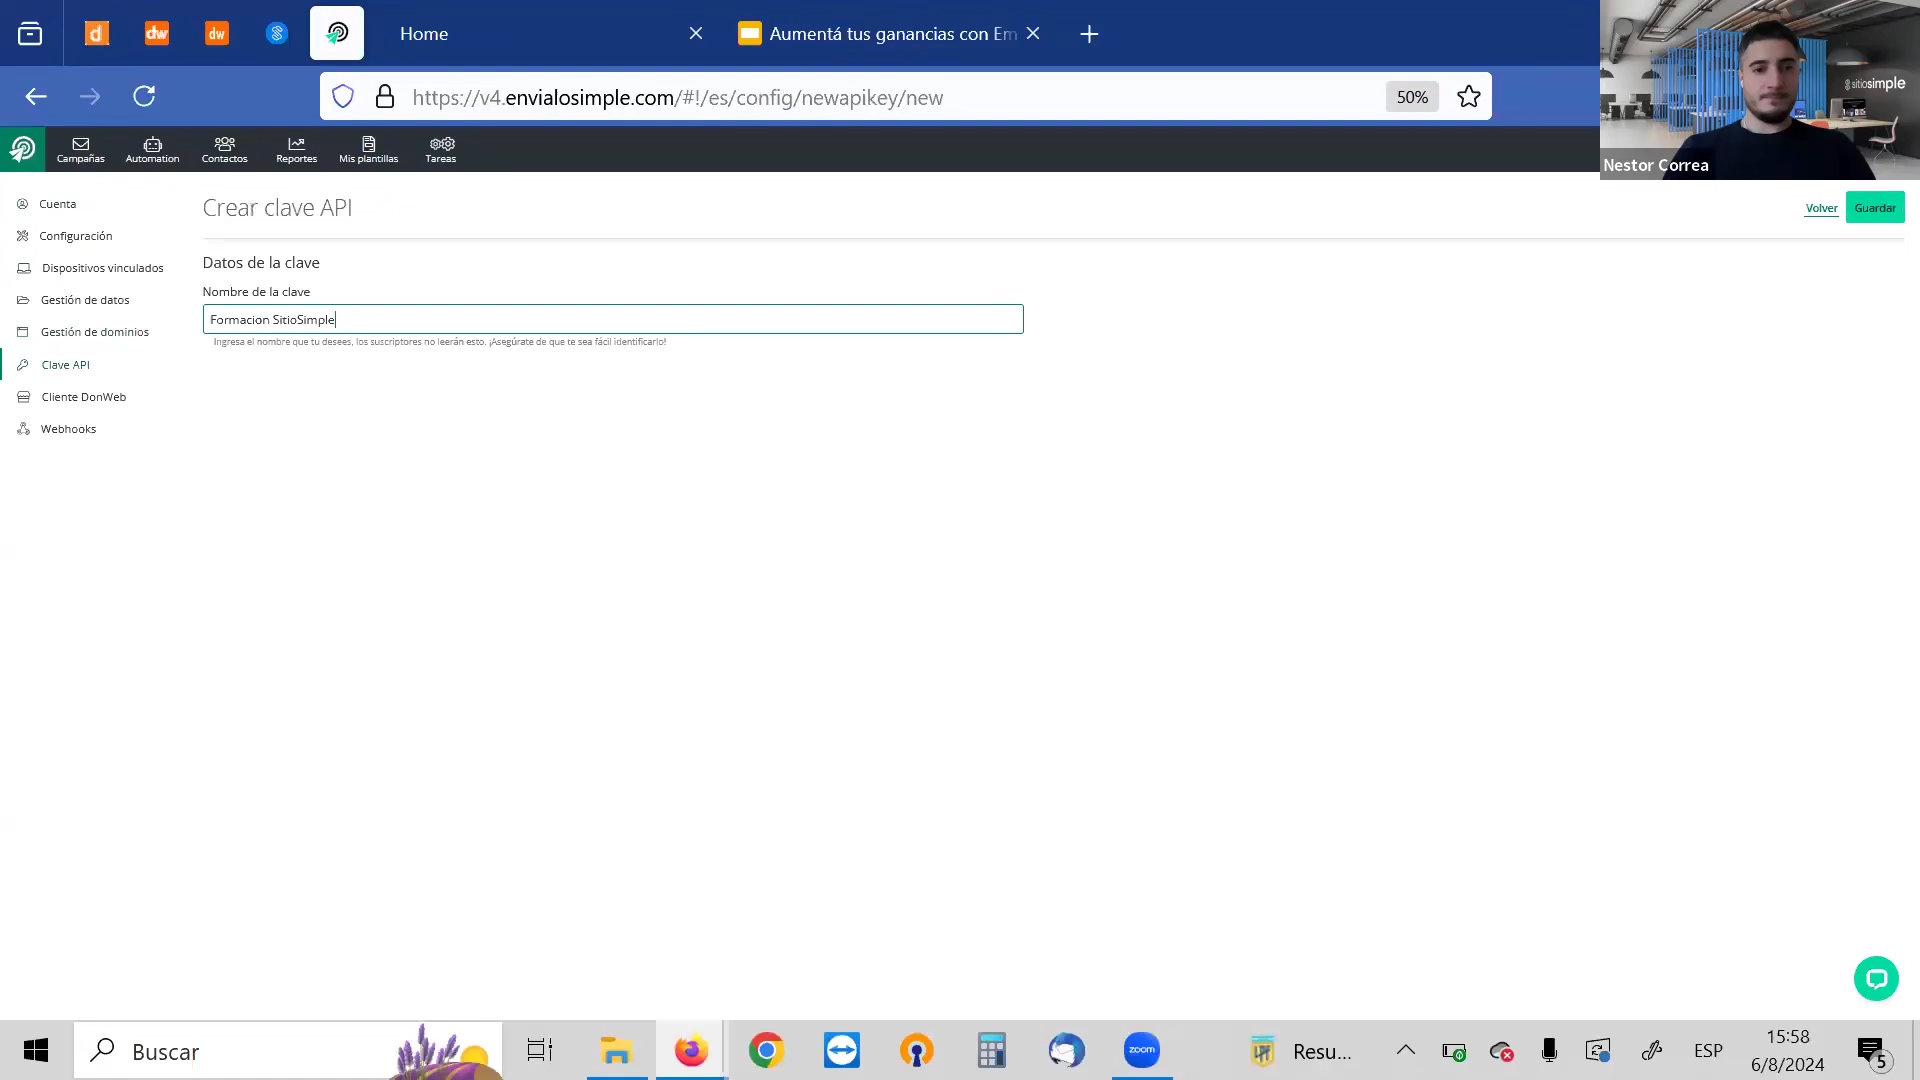 Home
Aumentá tus ganancias con Em
https://v4.envialosimple.com/#!/es/config/newapikey/new
50%
sitiosimple
Nestor Correa
Campañas
Automation
Contactos
Reportes
Mis plantillas
Tareas
Cuenta
Configuración
Dispositivos vinculados
Gestión de datos
Gestión de dominios
Clave API
Cliente DonWeb
Webhooks
Crear clave API
Volver
Guardar
Datos de la clave
Nombre de la clave
Formacion SitioSimple
Ingresa el nombre que tu desees, los suscriptores no leerán esto. ¡Asegúrate de que te sea fácil identificarlo!
Buscar
zoom
Resu...
ESP
15:58
6/8/2024
5
d
dw
dw